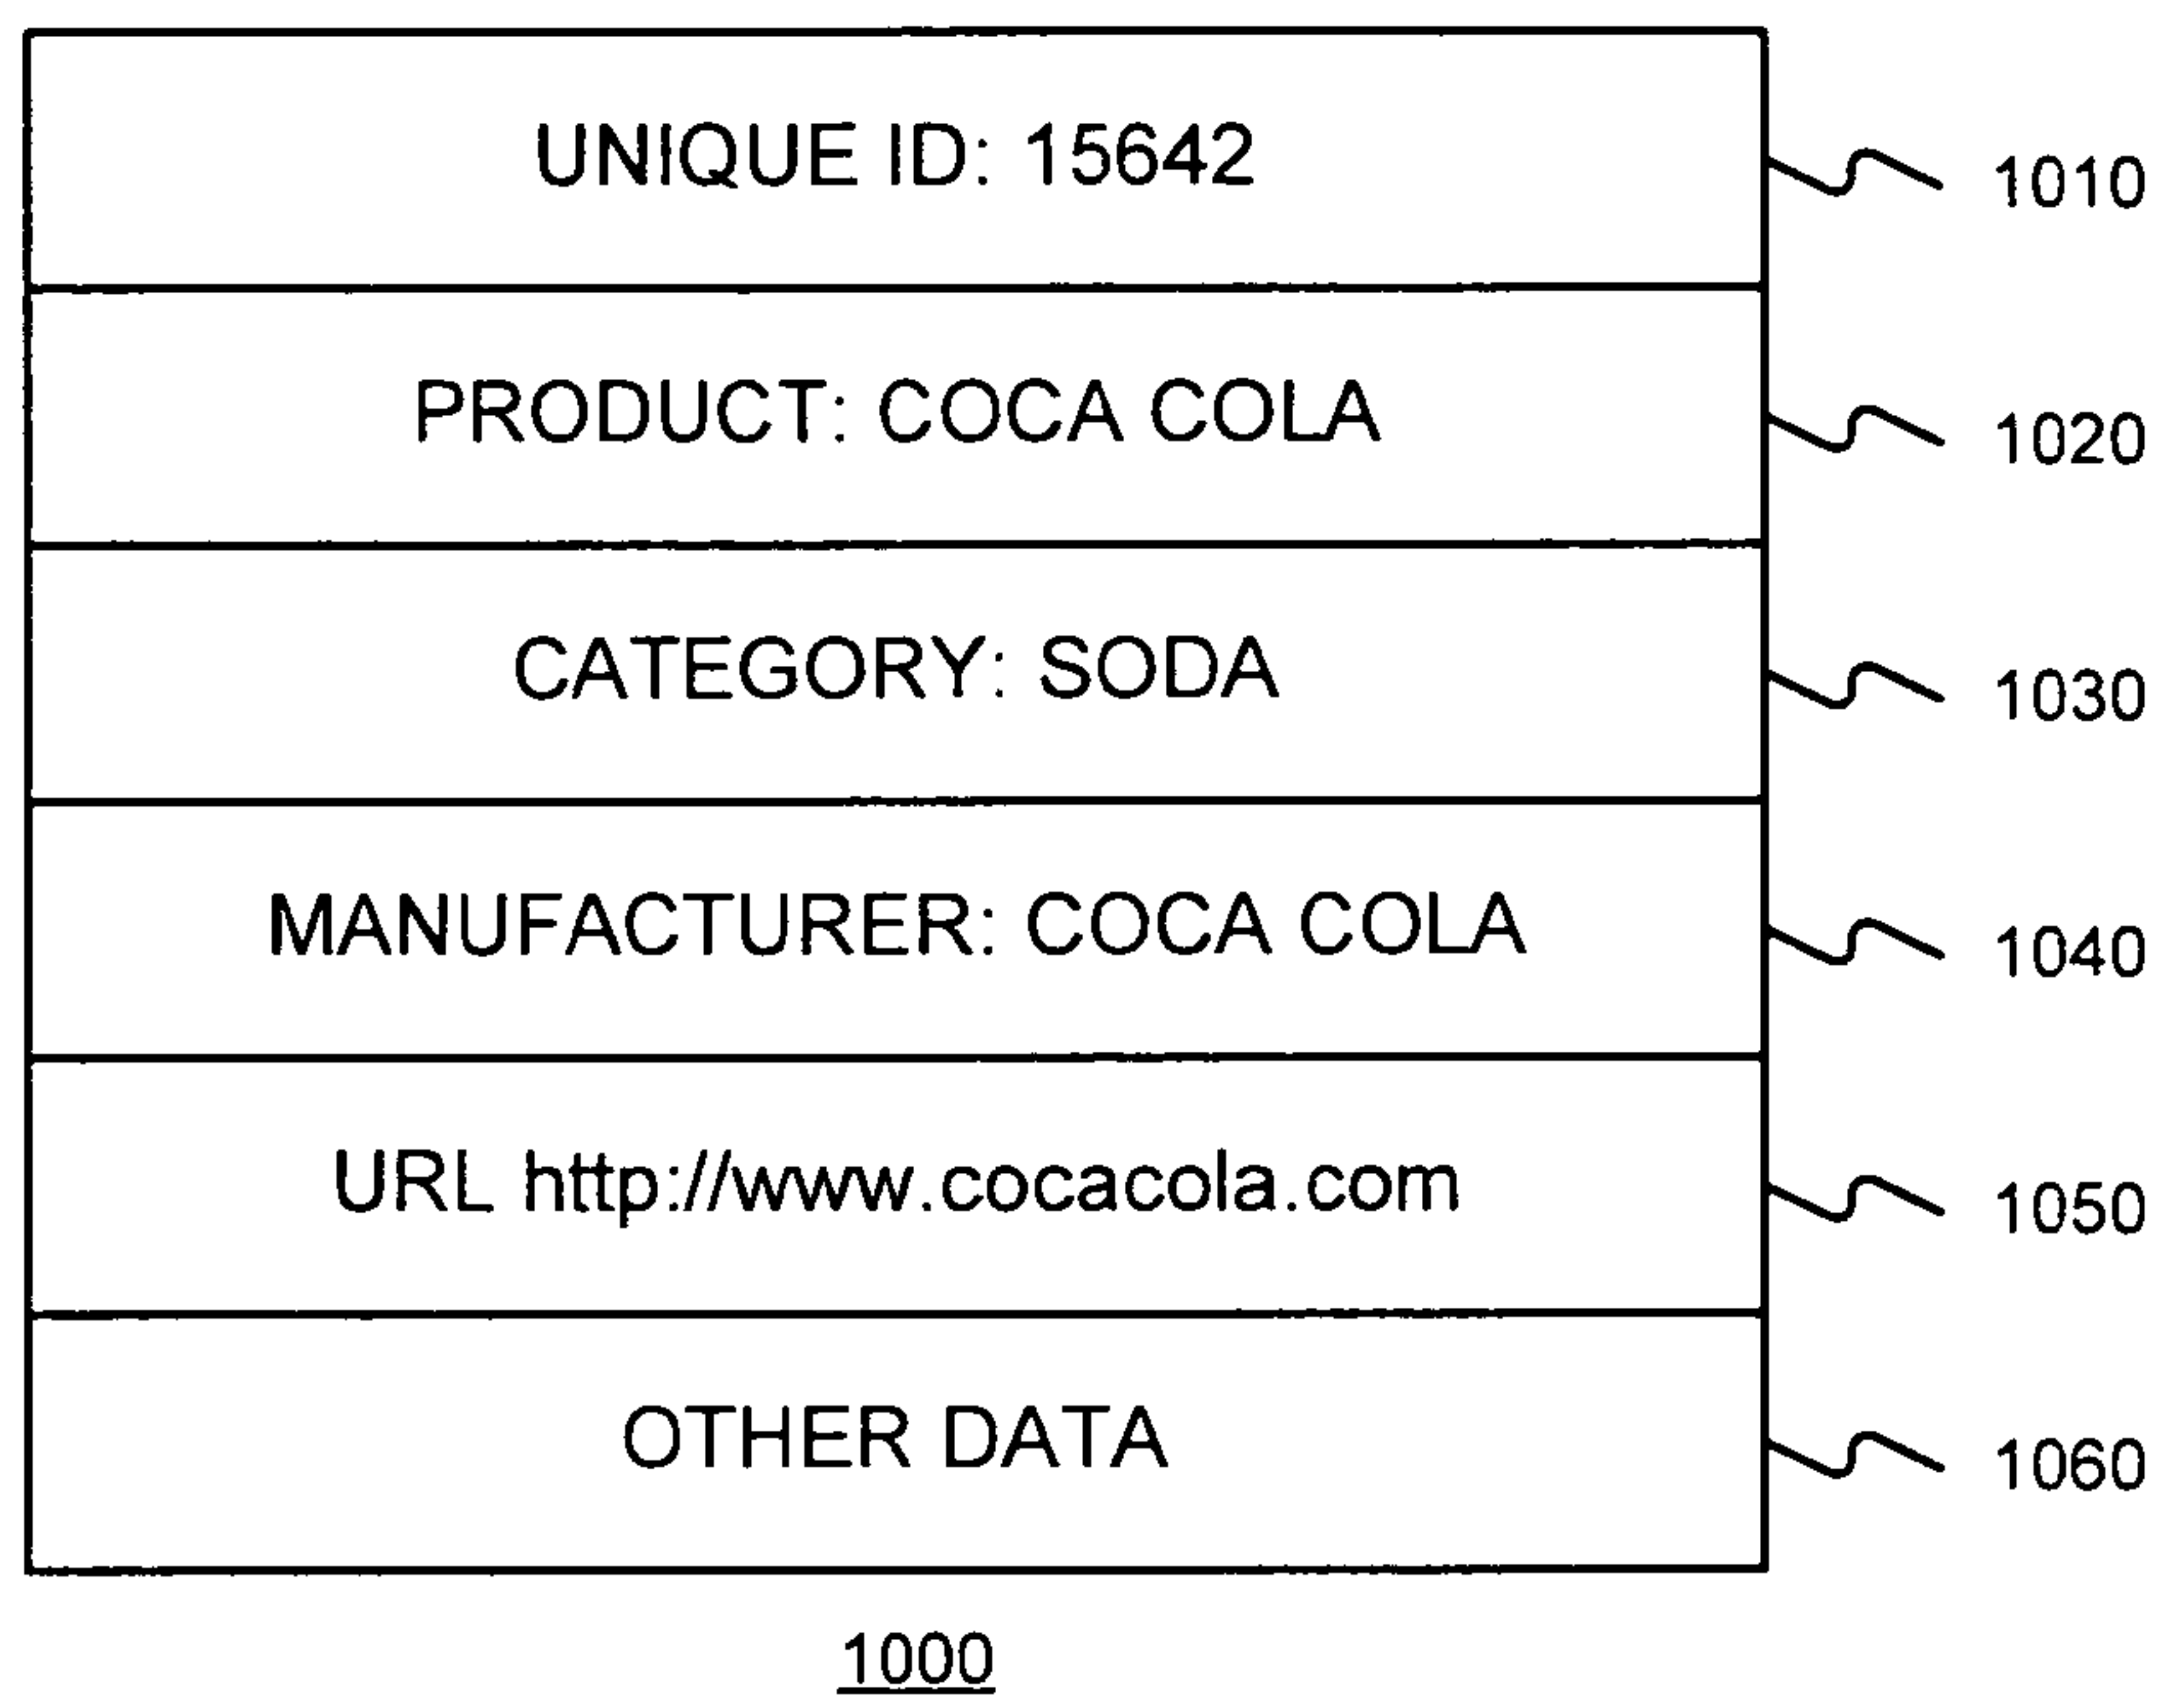 UNIQUE ID: 15642 1010
PRODUCT: COCA COLA 1020
CATEGORY: SODA 1030
MANUFACTURER: COCA COLA 1040
URL http://www.cocacola.com 1050
OTHER DATA 1060
1000